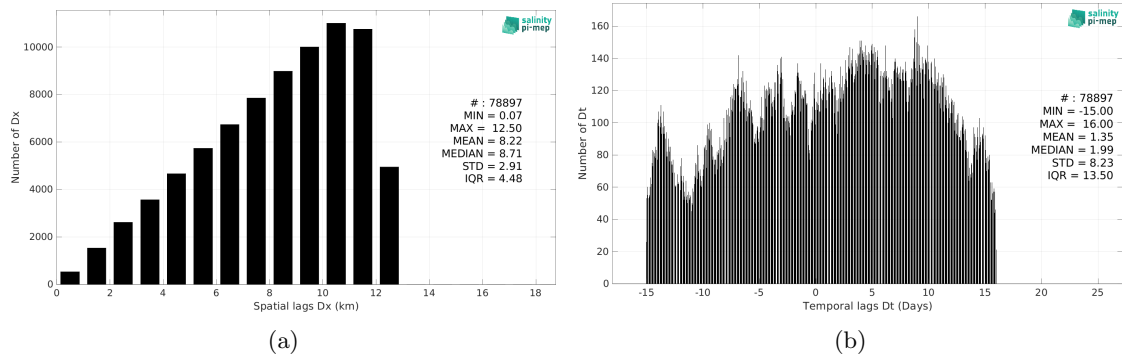 salinity
pi-mep
10000
8000
6000
4000
2000
0
Number of Dx
# : 78897
MIN = 0.07
MAX = 12.50
MEAN = 8.22
MEDIAN = 8.71
STD = 2.91
IQR = 4.48
0 2 4 6 8 10 12 14 16 18
Spatial lags Dx (km)
(a)
salinity
pi-mep
160
140
120
100
80
60
40
20
0
Number of Dt
# : 78897
MIN = -15.00
MAX = 16.00
MEAN = 1.35
MEDIAN = 1.99
STD = 8.23
IQR = 13.50
-15 -10 -5 0 5 10 15 20 25
Temporal lags Dt (Days)
(b)